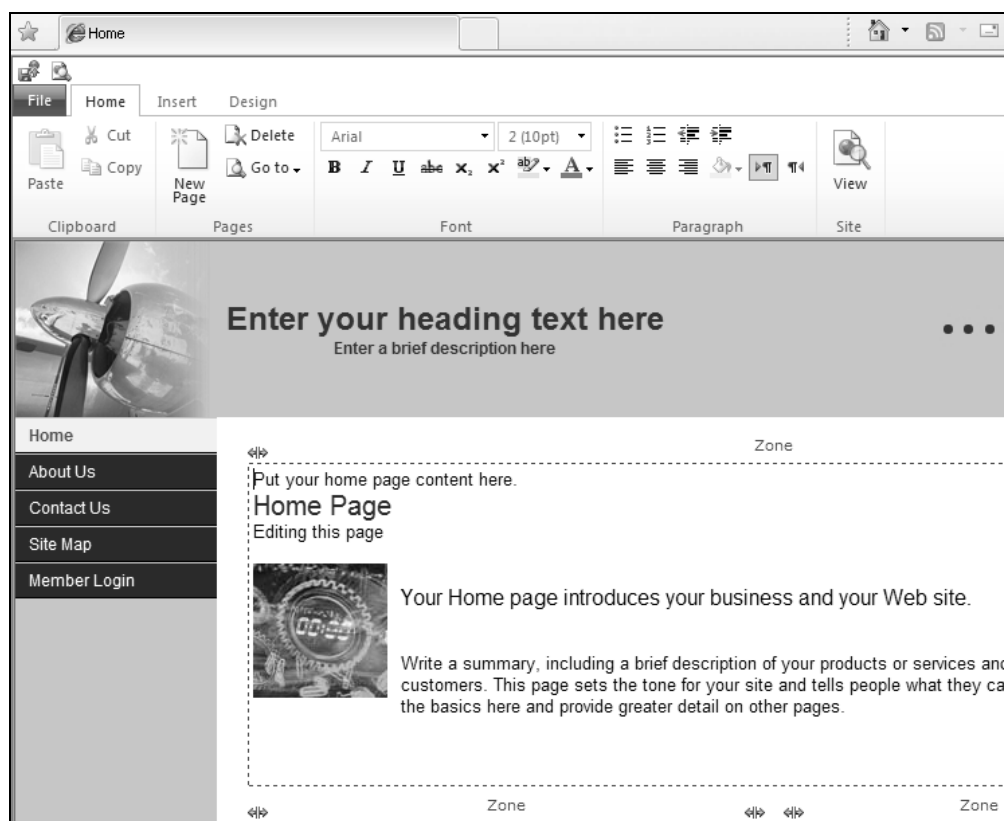 Home
File Home Insert Design
Cut Delete Arial 2 (10pt)
Copy Go to B I U abc X₂ X² A
Paste New Page View
Clipboard Pages Font Paragraph Site
Enter your heading text here
Enter a brief description here
Home
About Us
Contact Us
Site Map
Member Login
Zone
Put your home page content here.
Home Page
Editing this page
00:00
Your Home page introduces your business and your Web site.
Write a summary, including a brief description of your products or services and
customers. This page sets the tone for your site and tells people what they ca
the basics here and provide greater detail on other pages.
Zone Zone